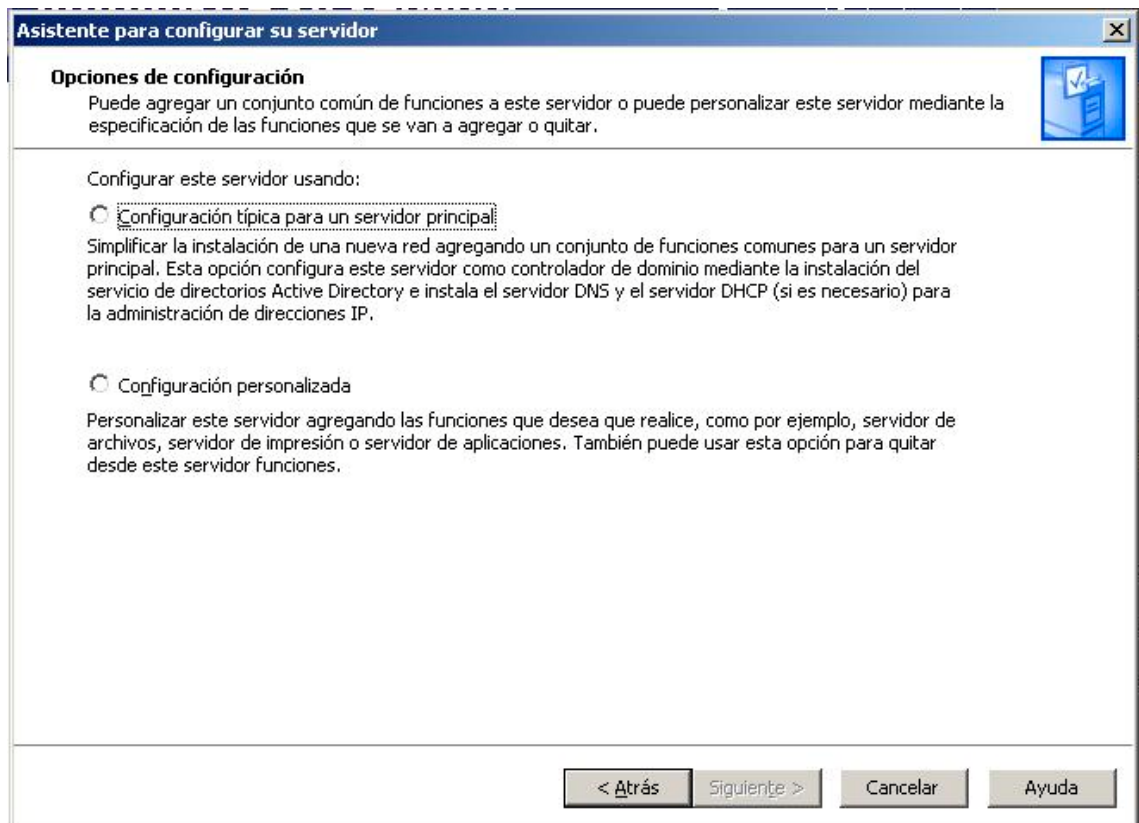 Asistente para configurar su servidor
Opciones de configuración
Puede agregar un conjunto común de funciones a este servidor o puede personalizar este servidor mediante la
especificación de las funciones que se van a agregar o quitar.
Configurar este servidor usando:
Configuración típica para un servidor principal
Simplificar la instalación de una nueva red agregando un conjunto de funciones comunes para un servidor
principal. Esta opción configura este servidor como controlador de dominio mediante la instalación del
servicio de directorios Active Directory e instala el servidor DNS y el servidor DHCP (si es necesario) para
la administración de direcciones IP.
Configuración personalizada
Personalizar este servidor agregando las funciones que desea que realice, como por ejemplo, servidor de
archivos, servidor de impresión o servidor de aplicaciones. También puede usar esta opción para quitar
desde este servidor funciones.
< Atrás Siguiente > Cancelar Ayuda